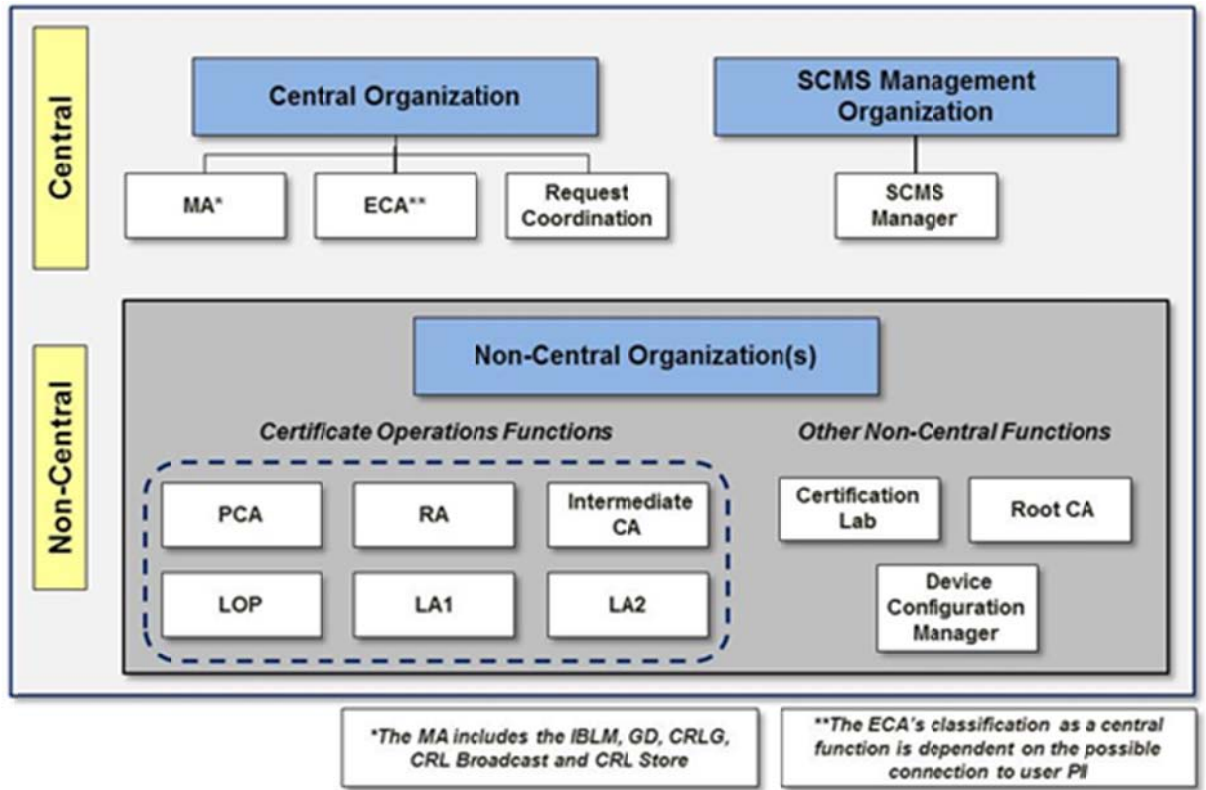 Central
Central Organization
SCMS Management
Organization
MA*
ECA**
Request
Coordination
SCMS
Manager
Non-Central
Non-Central Organization(s)
Certificate Operations Functions
Other Non-Central Functions
PCA
RA
Intermediate
CA
Certification
Lab
Root CA
LOP
LA1
LA2
Device
Configuration
Manager
*The MA includes the IBLM, GD, CRLG,
CRL Broadcast and CRL Store
**The ECA's classification as a central
function is dependent on the possible
connection to user PII